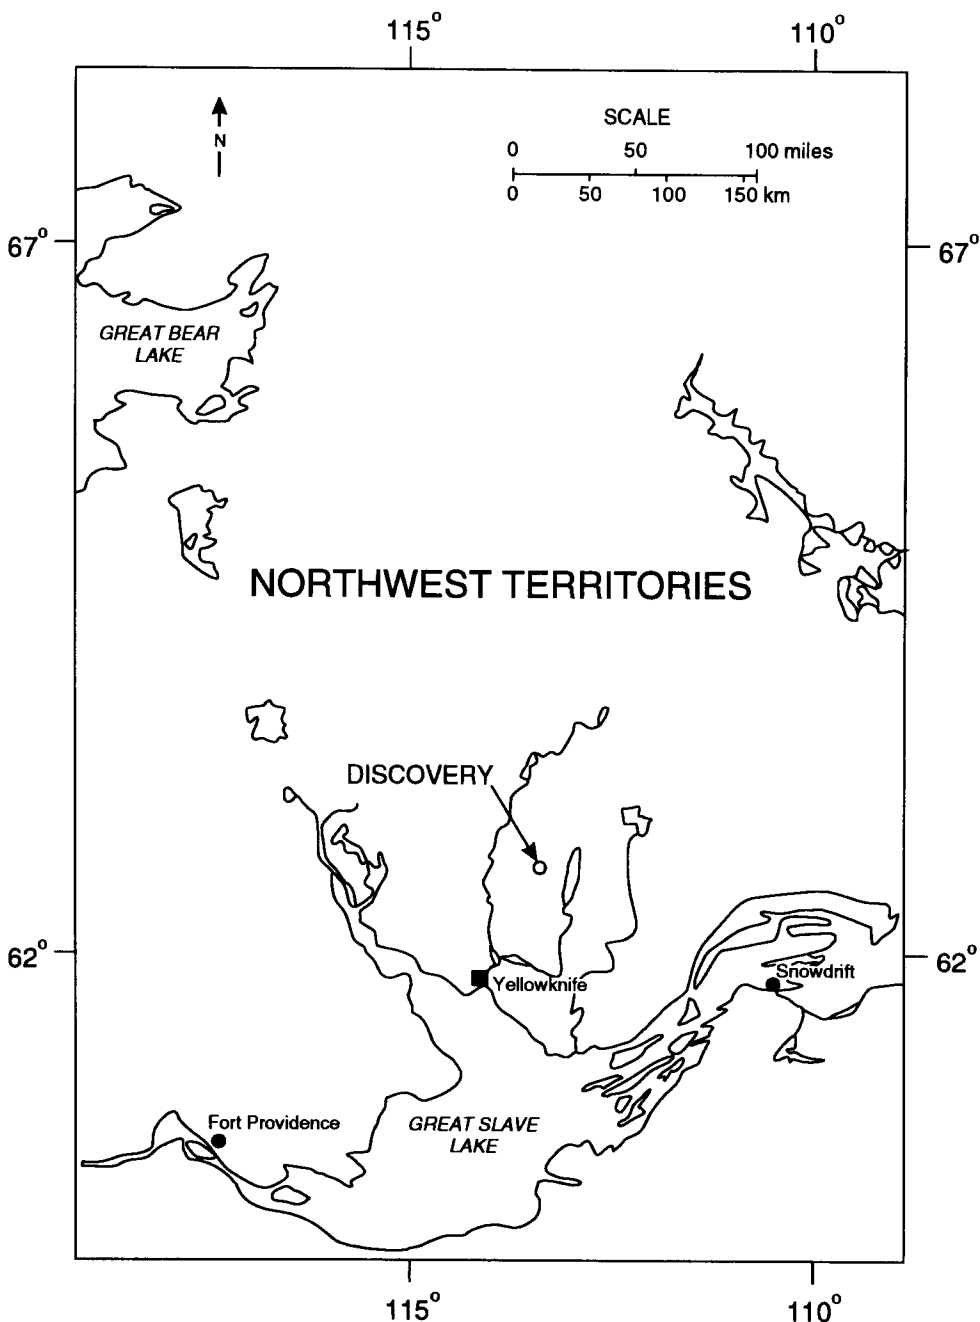 115°
110°
N
SCALE
0 50 100 miles
0 50 100 150 km
67°
67°
GREAT BEAR
LAKE
NORTHWEST TERRITORIES
DISCOVERY
62°
62°
Yellowknife
Snowdrift
Fort Providence
GREAT SLAVE
LAKE
115°
110°